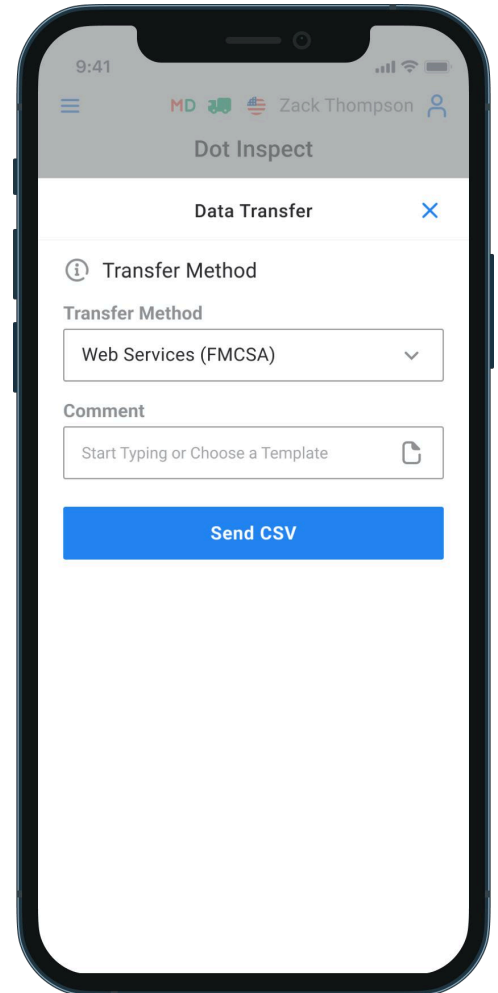 9:41
MD Zack Thompson
Dot Inspect
Data Transfer
Transfer Method
Transfer Method
Web Services (FMCSA)
Comment
Start Typing or Choose a Template
Send CSV